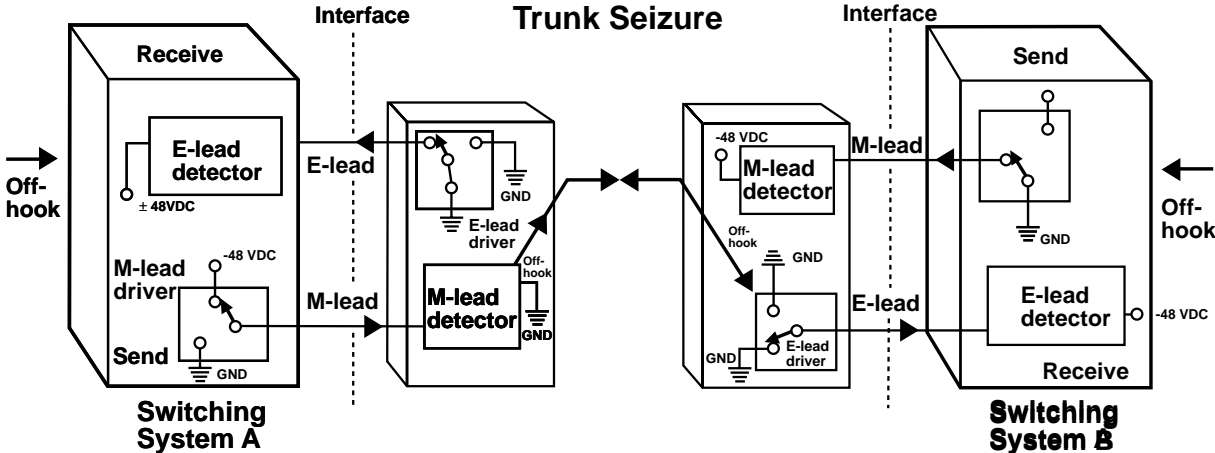 Trunk Seizure
Interface
Interface
Receive
Send
E-lead
detector
± 48VDC
Off-
hook
M-lead
driver
-48 VDC
Send
GND
Switching
System A
E-lead
M-lead
GND
E-lead
driver
Off-
hook
M-lead
detector
GND
-48 VDC
M-lead
detector
Off-
hook
GND
GND
E-lead
driver
M-lead
E-lead
GND
E-lead
detector
-48 VDC
Receive
Off-
hook
Switching
System B